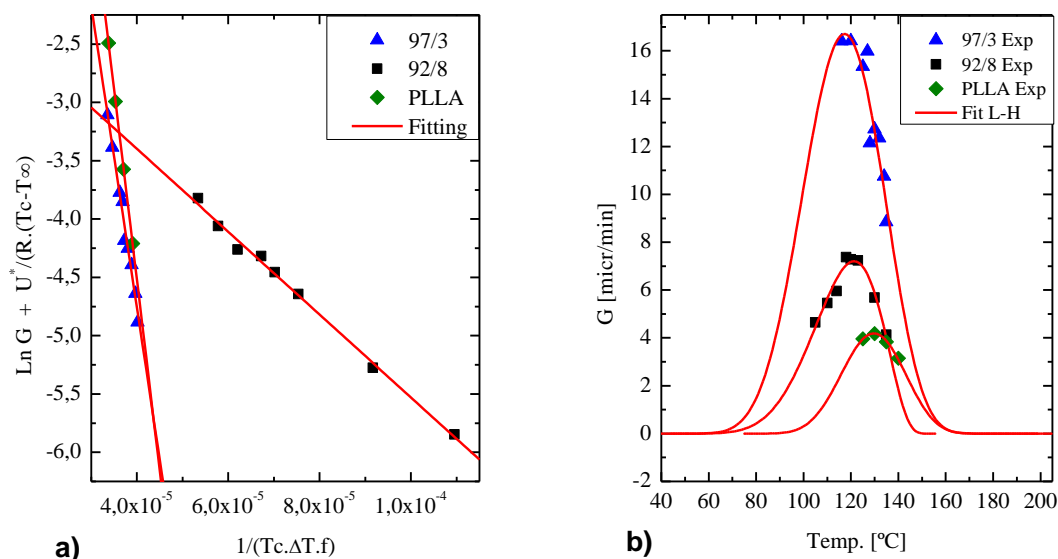 97/3
92/8
PLLA
Fitting
-2,5
-3,0
-3,5
-4,0
-4,5
-5,0
-5,5
-6,0
Ln G + U*/(R.(Tc-T∞)
4,0x10⁻⁵ 6,0x10⁻⁵ 8,0x10⁻⁵ 1,0x10⁻⁴
1/(Tc.ΔT.f)
a)
97/3 Exp
92/8 Exp
PLLA Exp
Fit L-H
16
14
12
10
8
6
4
2
0
-2
G [micr/min]
40 60 80 100 120 140 160 180 200
Temp. [ºC]
b)